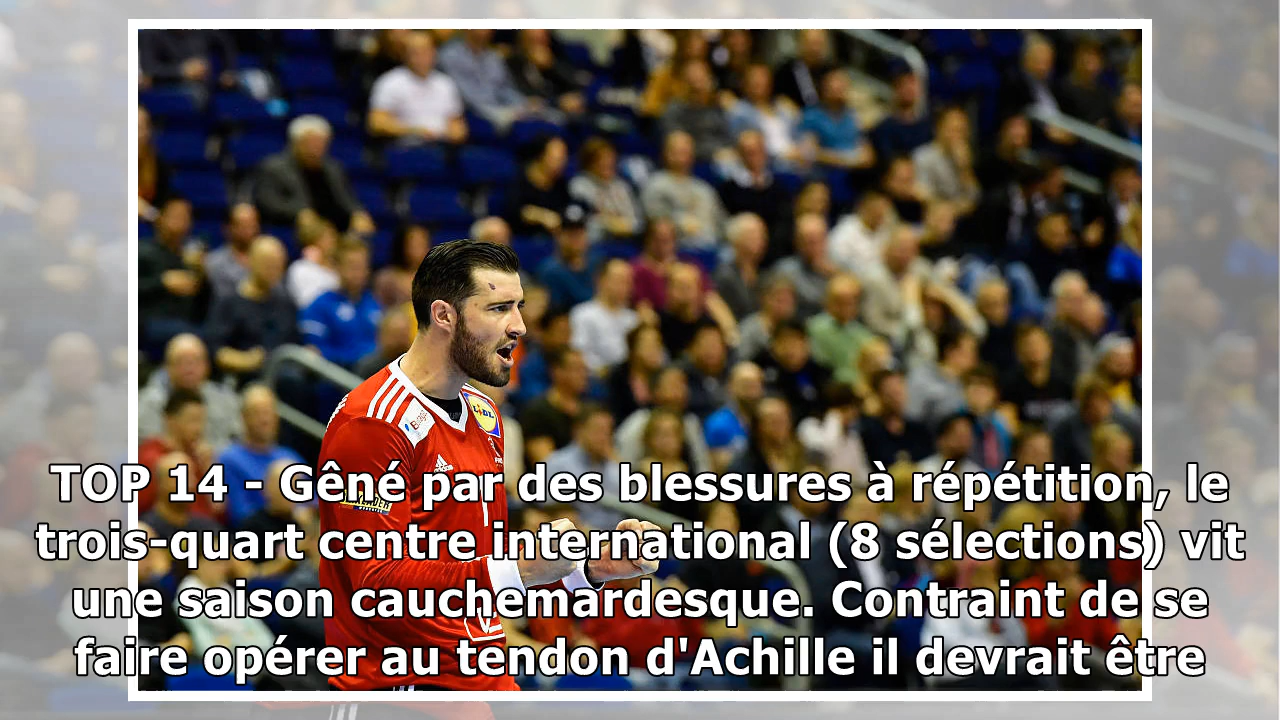 TOP 14 - Gêné par des blessures à répétition, le
trois-quart centre international (8 sélections) vit
une saison cauchemardesque. Contraint de se
faire opérer au tendon d'Achille il devrait être
LIDL